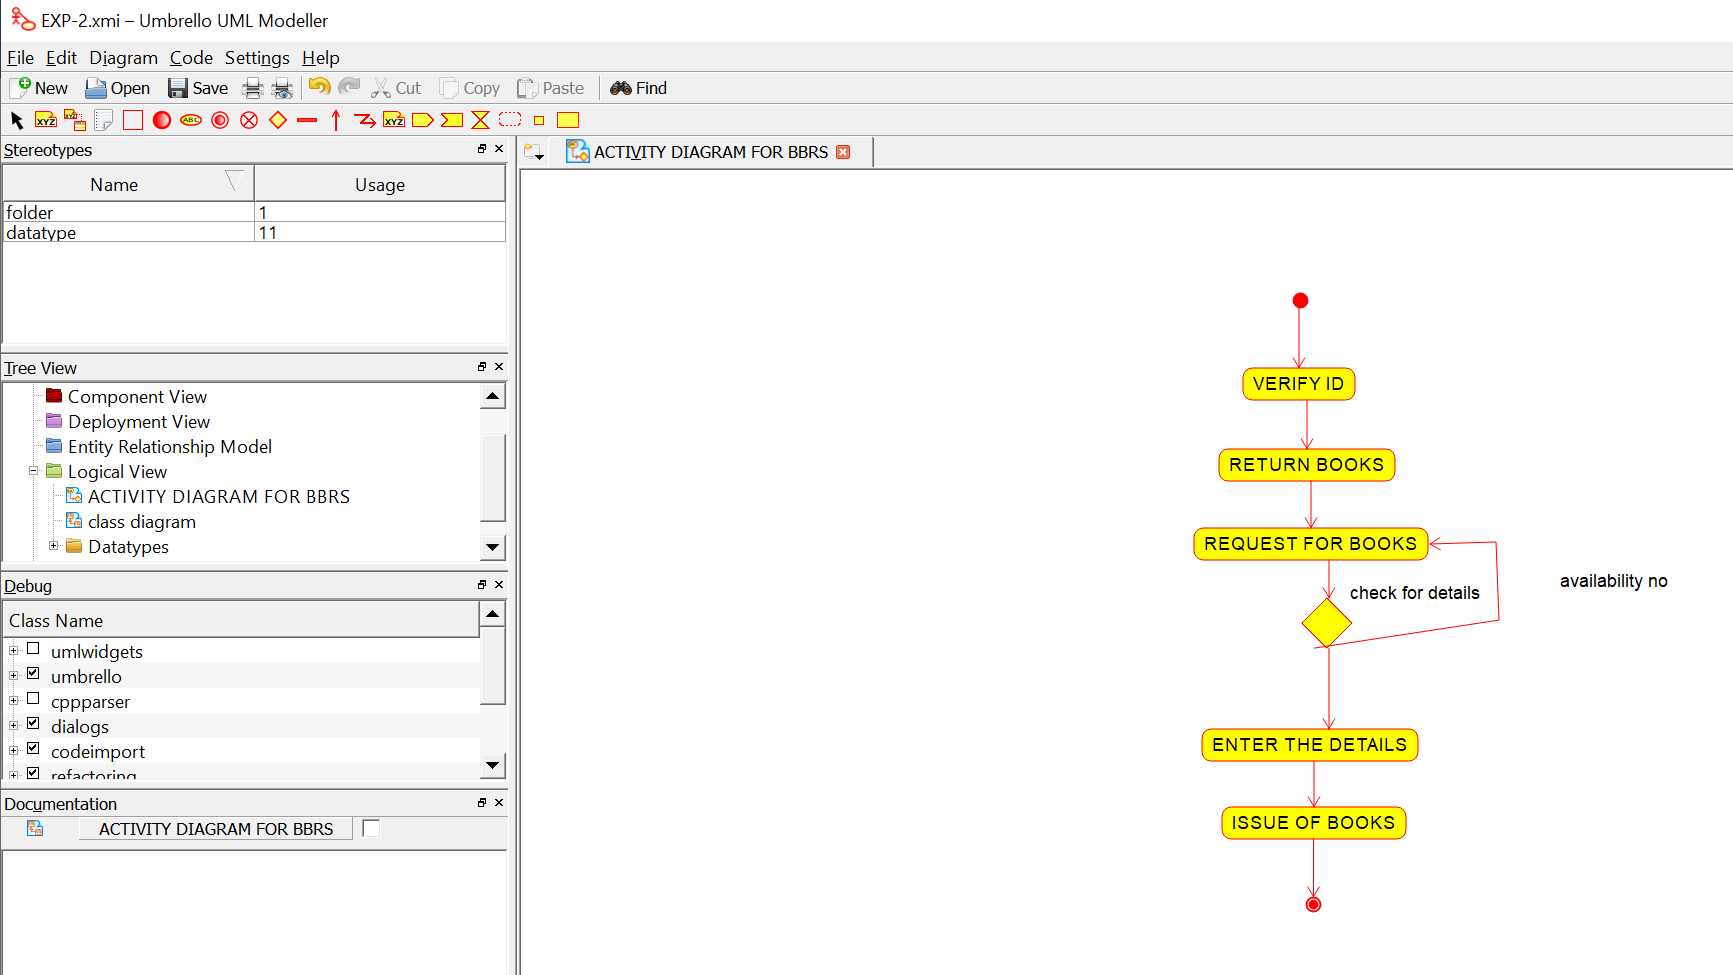 EXP-2.xmi – Umbrello UML Modeller
File Edit Diagram Code Settings Help
New Open Save Cut Copy Paste Find
XYZ XYZ ABC XYZ
Stereotypes
Name Usage
folder 1
datatype 11
Tree View
Component View
Deployment View
Entity Relationship Model
Logical View
ACTIVITY DIAGRAM FOR BBRS
class diagram
Datatypes
Debug
Class Name
umlwidgets
umbrello
cppparser
dialogs
codeimport
refactoring
Documentation
ACTIVITY DIAGRAM FOR BBRS
ACTIVITY DIAGRAM FOR BBRS
VERIFY ID
RETURN BOOKS
REQUEST FOR BOOKS
check for details
availability no
ENTER THE DETAILS
ISSUE OF BOOKS